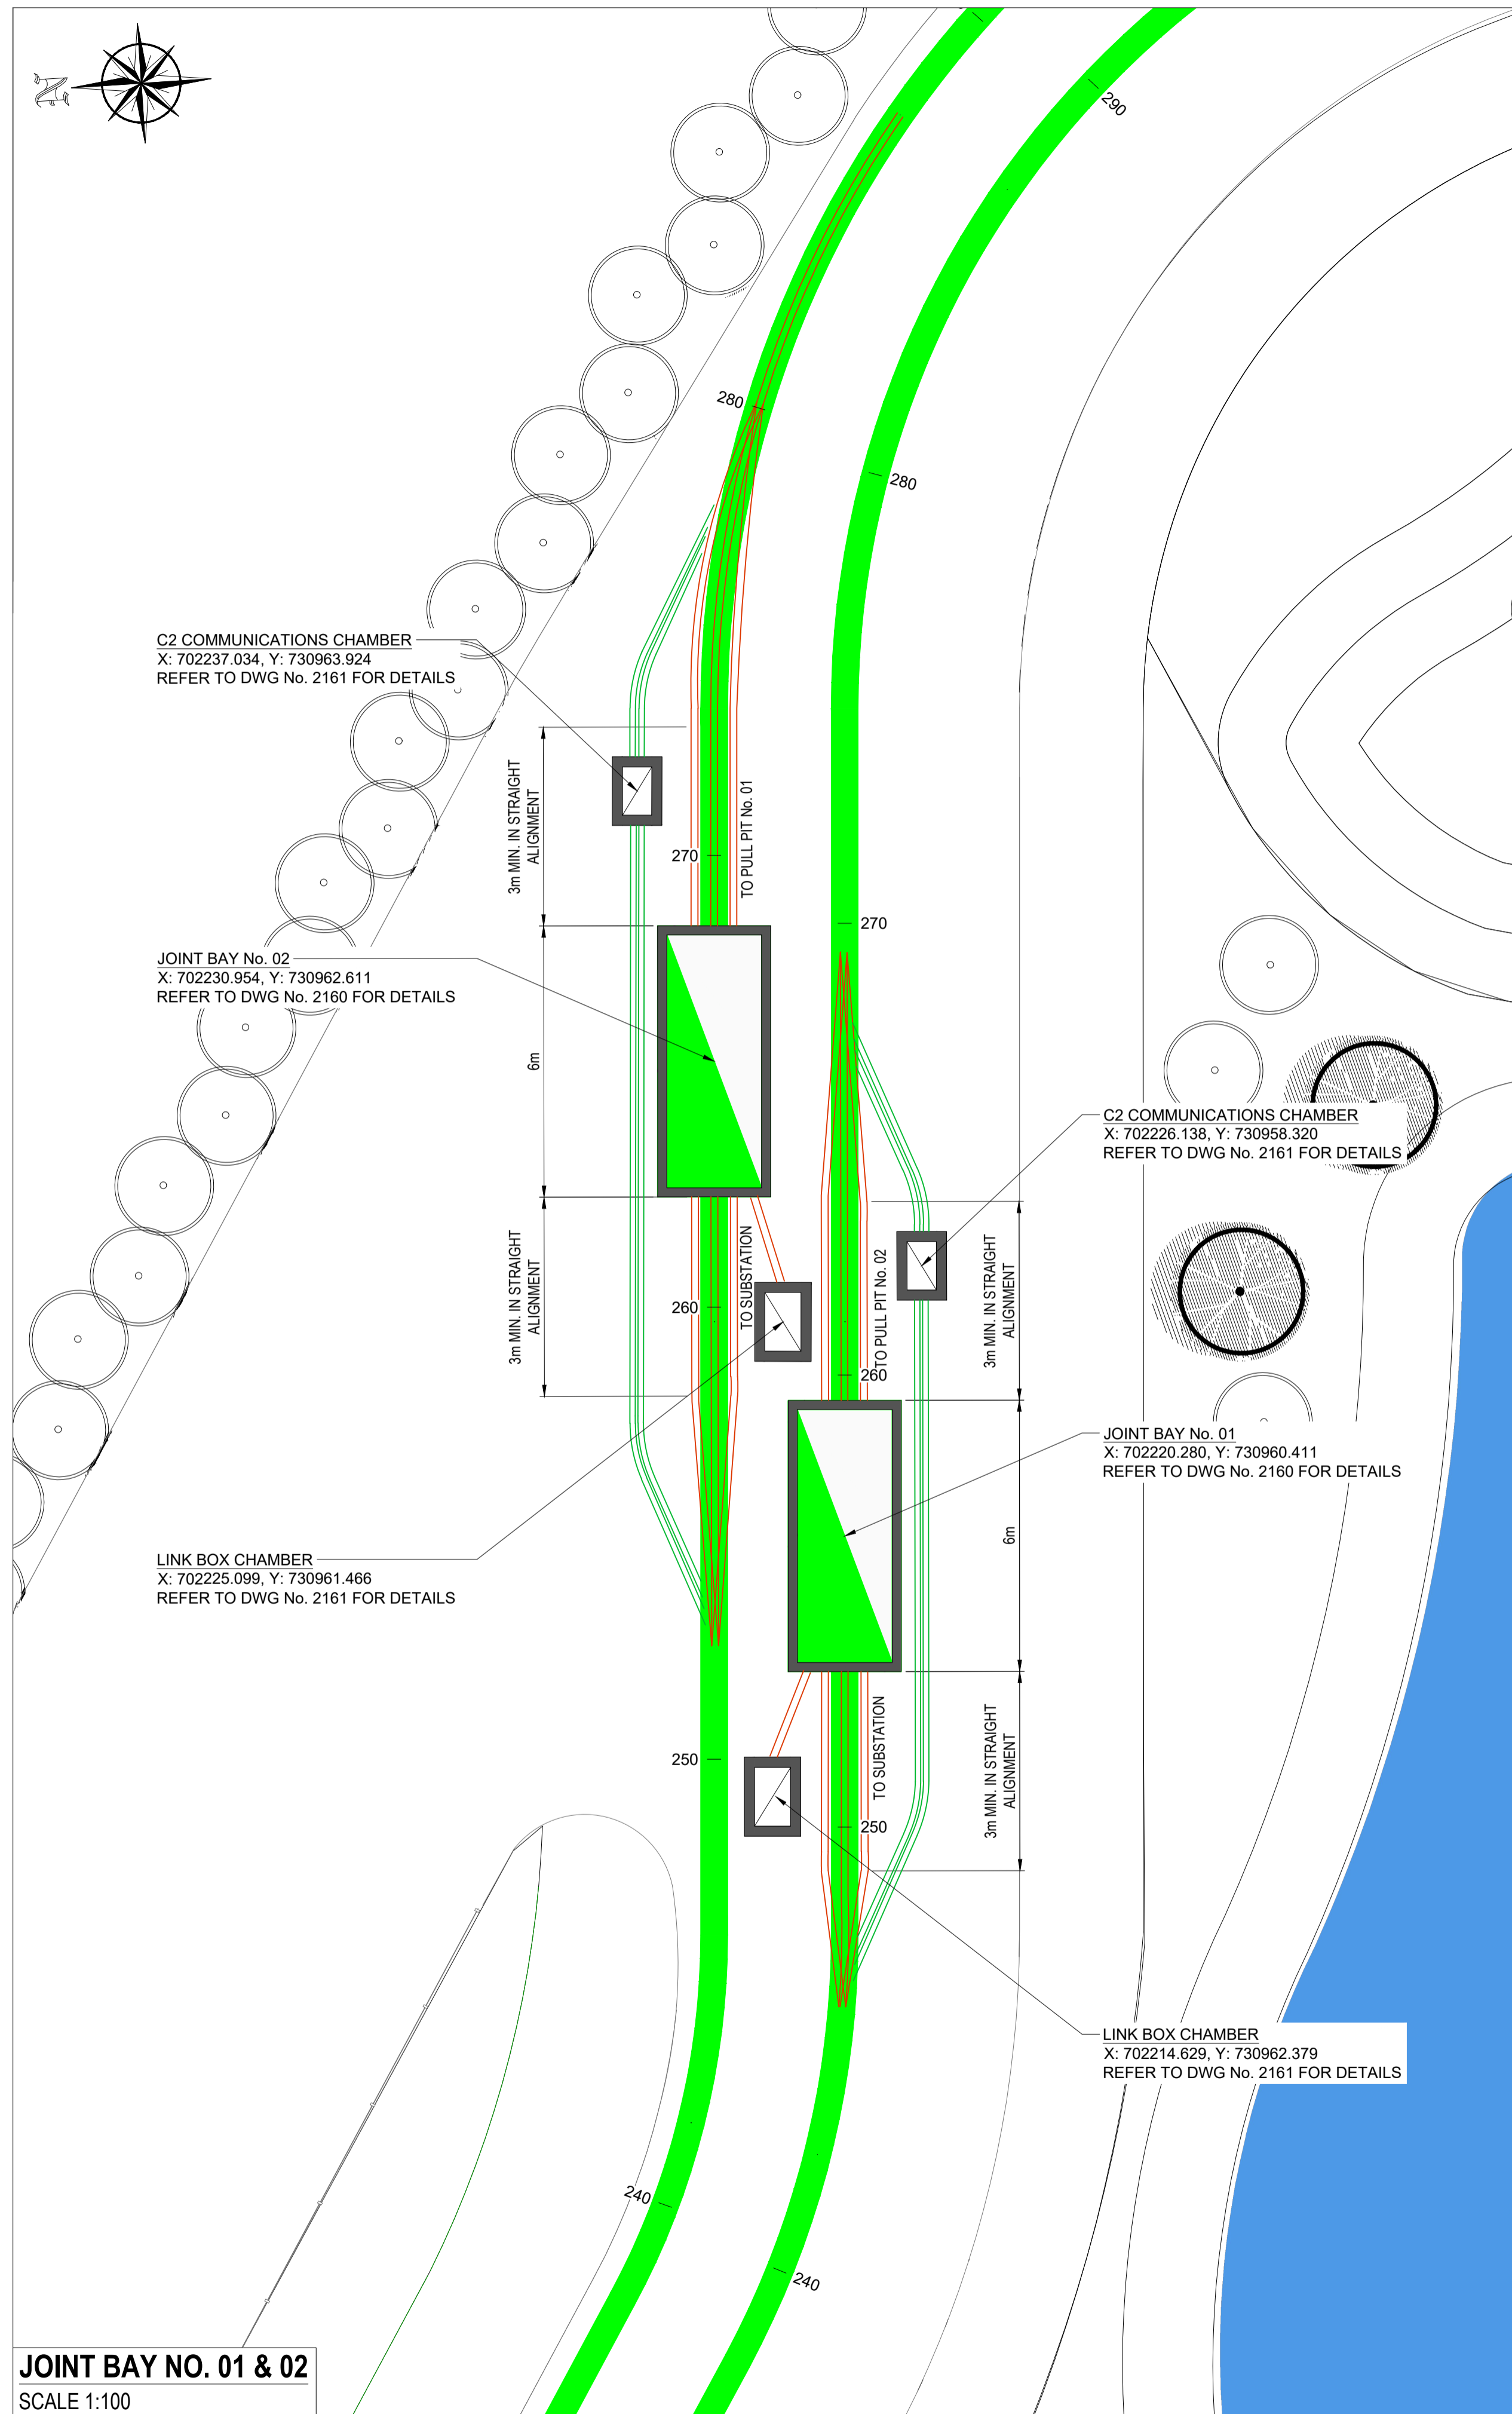 N
290
280
280
C2 COMMUNICATIONS CHAMBER
X: 702237.034, Y: 730963.924
REFER TO DWG No. 2161 FOR DETAILS
3m MIN. IN STRAIGHT
ALIGNMENT
TO PULL PIT No. 01
270
270
JOINT BAY No. 02
X: 702230.954, Y: 730962.611
REFER TO DWG No. 2160 FOR DETAILS
6m
C2 COMMUNICATIONS CHAMBER
X: 702226.138, Y: 730958.320
REFER TO DWG No. 2161 FOR DETAILS
3m MIN. IN STRAIGHT
ALIGNMENT
TO SUBSTATION
260
TO PULL PIT No. 02
3m MIN. IN STRAIGHT
ALIGNMENT
260
JOINT BAY No. 01
X: 702220.280, Y: 730960.411
REFER TO DWG No. 2160 FOR DETAILS
6m
LINK BOX CHAMBER
X: 702225.099, Y: 730961.466
REFER TO DWG No. 2161 FOR DETAILS
250
TO SUBSTATION
3m MIN. IN STRAIGHT
ALIGNMENT
250
LINK BOX CHAMBER
X: 702214.629, Y: 730962.379
REFER TO DWG No. 2161 FOR DETAILS
240
240
JOINT BAY NO. 01 & 02
SCALE 1:100